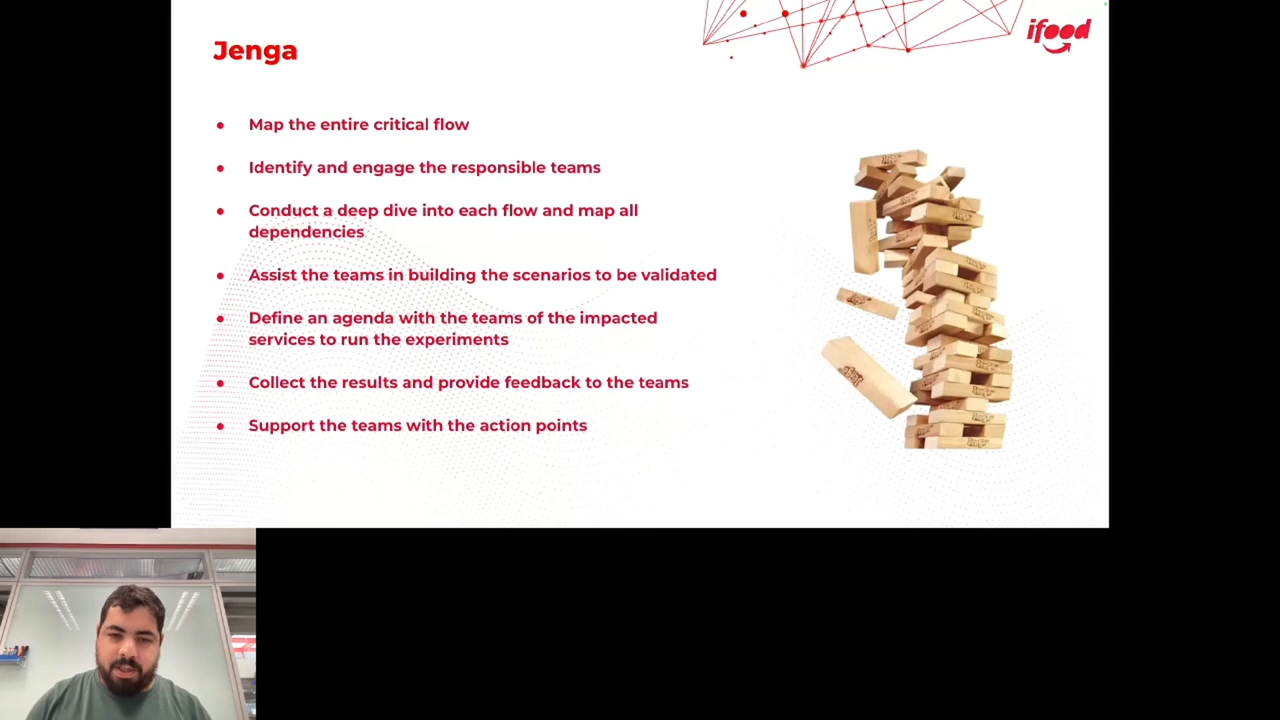 Jenga
ifood
Map the entire critical flow
Identify and engage the responsible teams
Conduct a deep dive into each flow and map all
dependencies
Assist the teams in building the scenarios to be validated
Define an agenda with the teams of the impacted
services to run the experiments
Collect the results and provide feedback to the teams
Support the teams with the action points